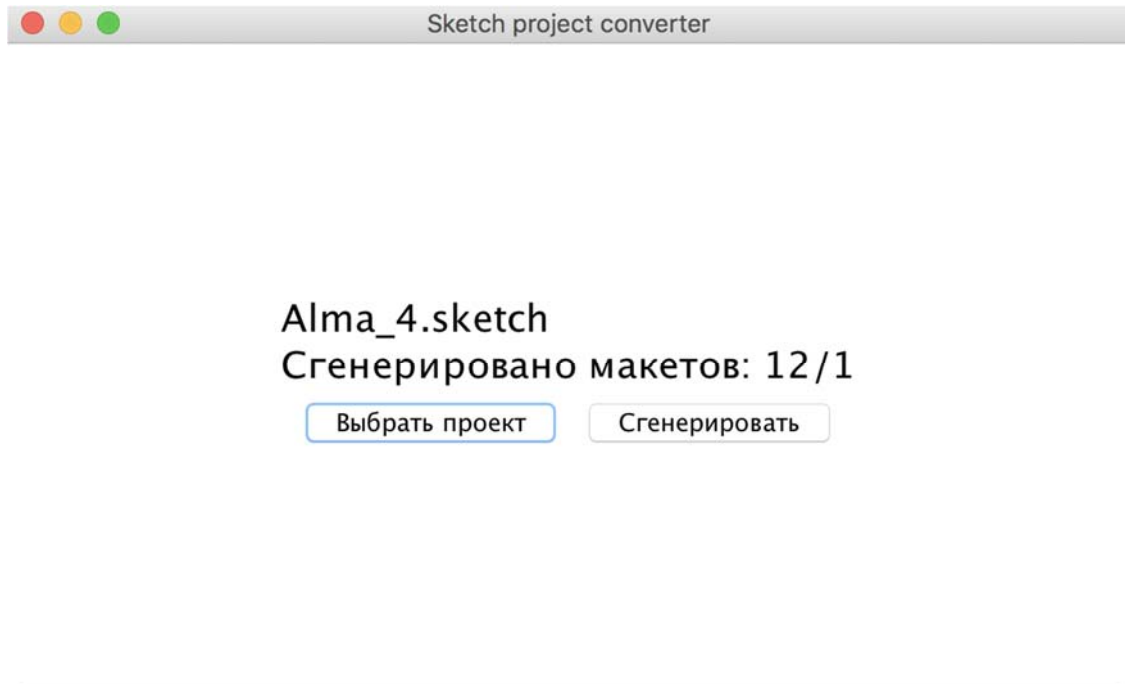 Sketch project converter
Alma_4.sketch
Сгенерировано макетов: 12/1
Выбрать проект
Сгенерировать